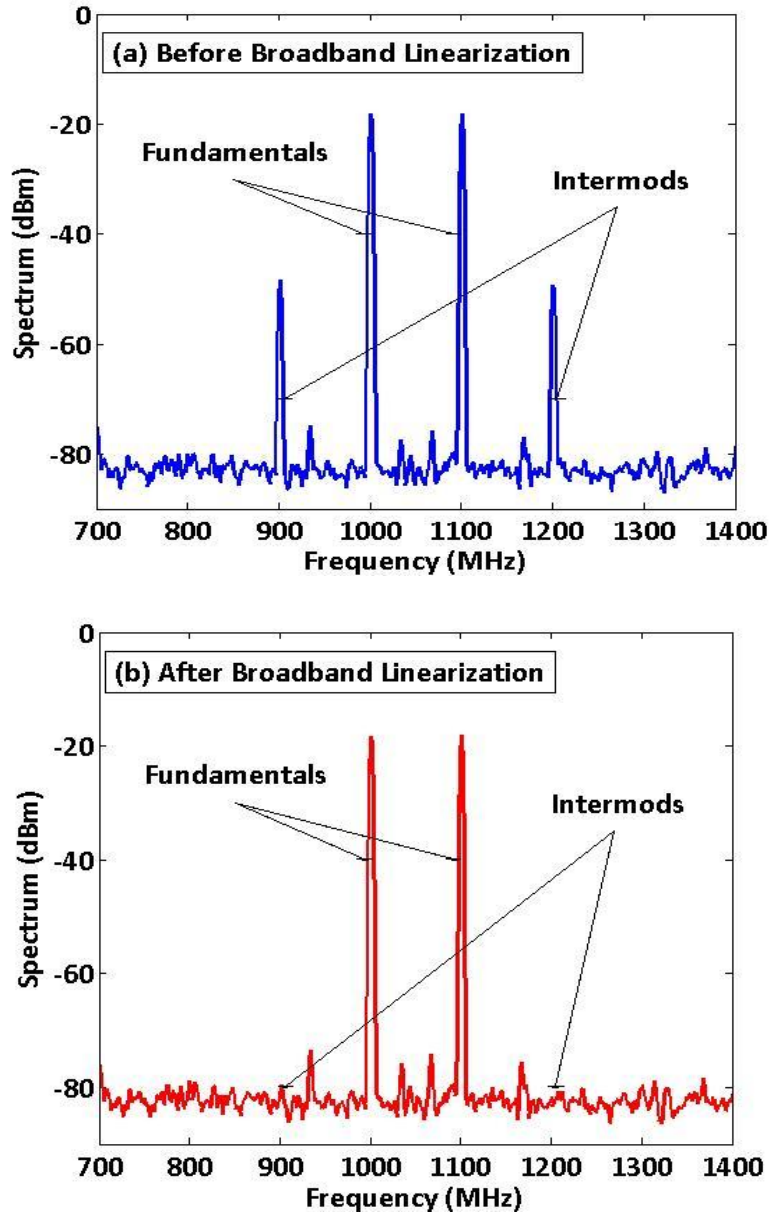 0
(a) Before Broadband Linearization
-20
Fundamentals
Intermods
-40
-60
-80
Spectrum (dBm)
700 800 900 1000 1100 1200 1300 1400
Frequency (MHz)
0
(b) After Broadband Linearization
-20
Fundamentals
Intermods
-40
-60
-80
Spectrum (dBm)
700 800 900 1000 1100 1200 1300 1400
Frequency (MHz)